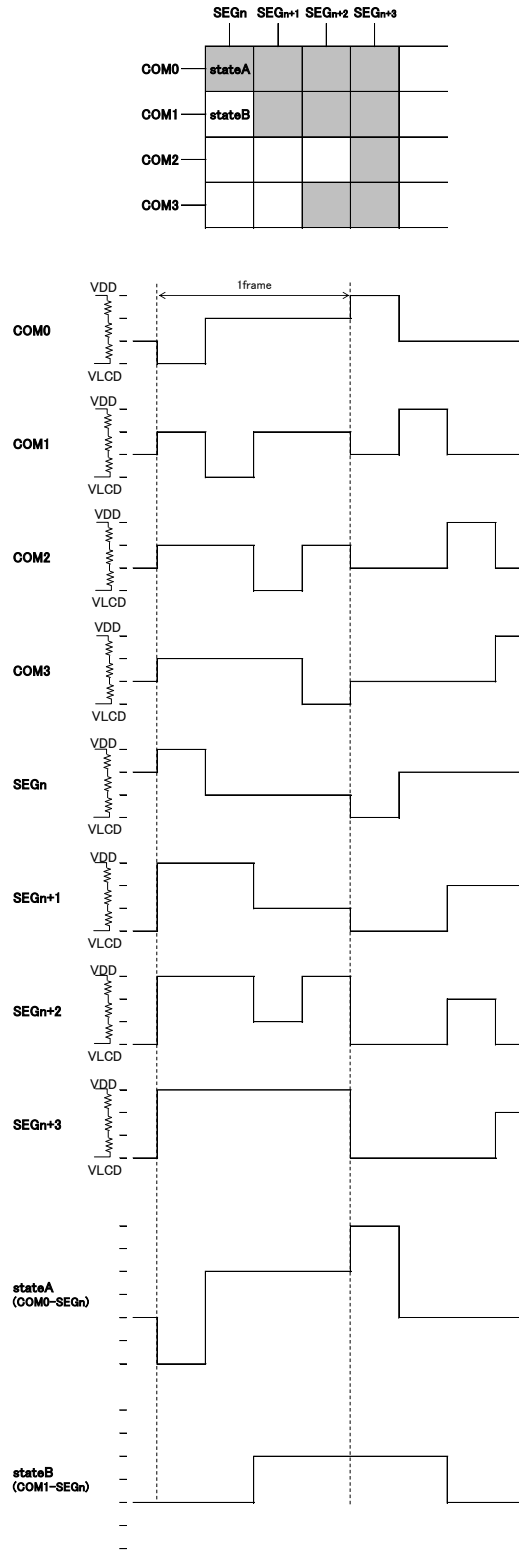 SEGn SEGn+1 SEGn+2 SEGn+3
COM0 stateA
COM1 stateB
COM2
COM3
VDD 1frame
COM0
VLCD
VDD
COM1
VLCD
VDD
COM2
VLCD
VDD
COM3
VLCD
VDD
SEGn
VLCD
VDD
SEGn+1
VLCD
VDD
SEGn+2
VLCD
VDD
SEGn+3
VLCD
stateA
(COM0-SEGn)
stateB
(COM1-SEGn)